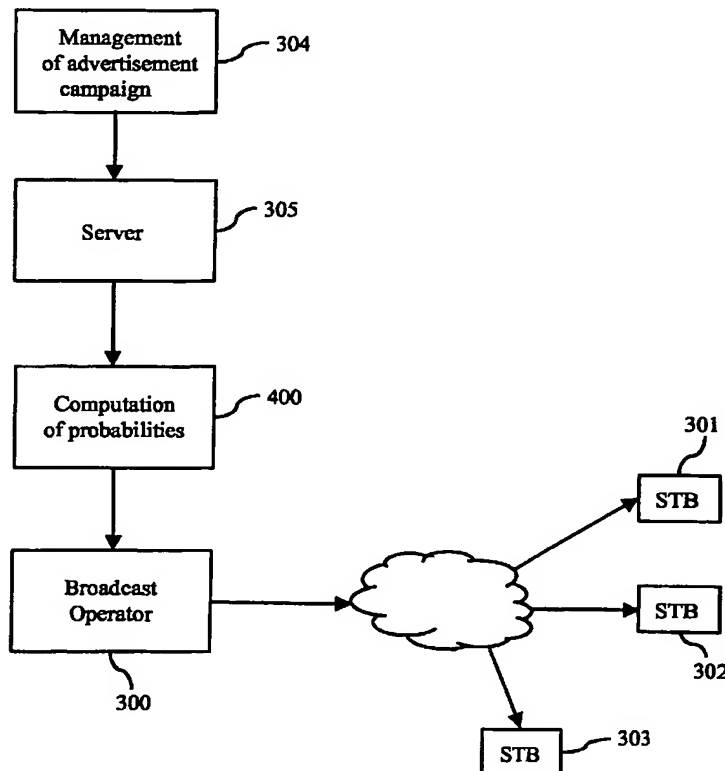 Management
of advertisement
campaign
304
Server
305
Computation
of probabilities
400
Broadcast
Operator
300
STB
301
STB
302
STB
303